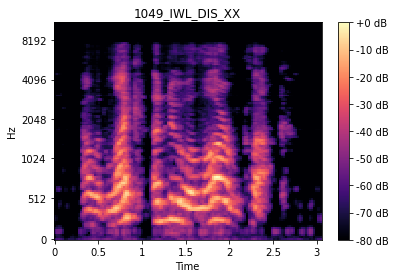 1049_IWL_DIS_XX
+0 dB
8192
-10 dB
4096
-20 dB
-30 dB
2048
Hz
-40 dB
1024
-50 dB
512
-60 dB
-70 dB
0
-80 dB
0 0.5 1 1.5 2 2.5 3
Time